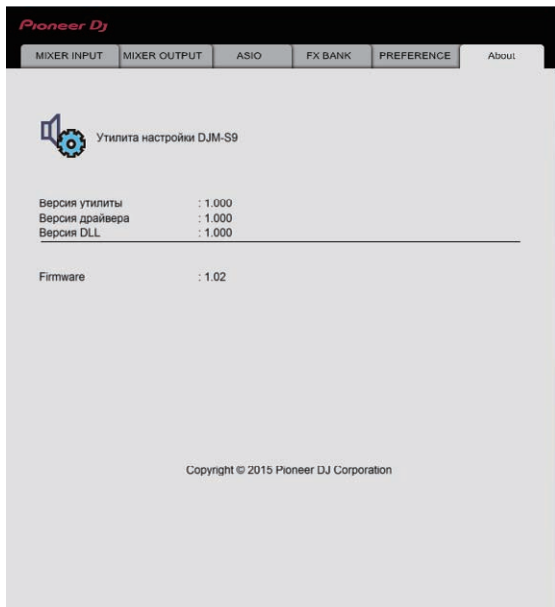 Pioneer Dj
MIXER INPUT MIXER OUTPUT ASIO FX BANK PREFERENCE About
Утилита настройки DJM-S9
Версия утилиты : 1.000
Версия драйвера : 1.000
Версия DLL : 1.000
Firmware : 1.02
Copyright © 2015 Pioneer DJ Corporation